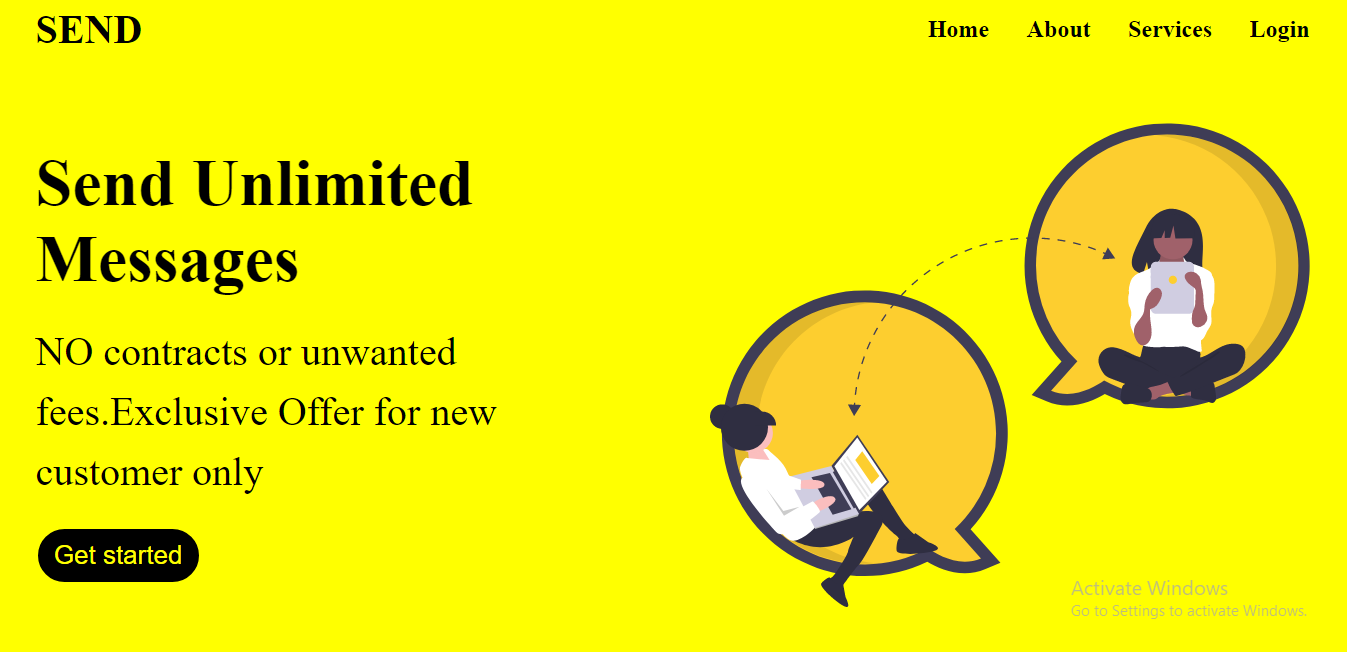 SEND
Home About Services Login
Send Unlimited
Messages
NO contracts or unwanted
fees.Exclusive Offer for new
customer only
Get started
Activate Windows
Go to Settings to activate Windows.